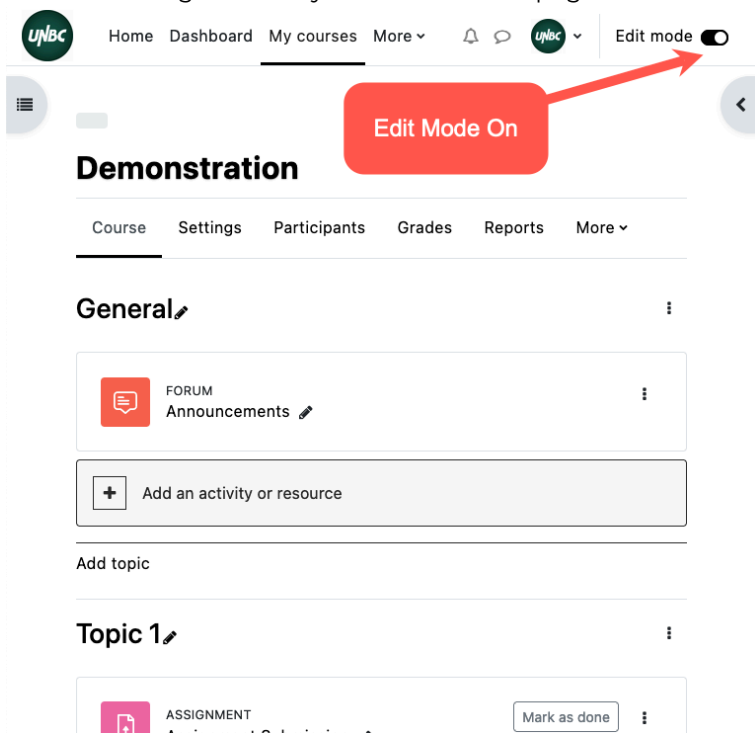 UNBC
Home Dashboard My courses More UNBC Edit mode
Edit Mode On
Demonstration
Course Settings Participants Grades Reports More
General
FORUM
Announcements
Add an activity or resource
Add topic
Topic 1
ASSIGNMENT
Mark as done